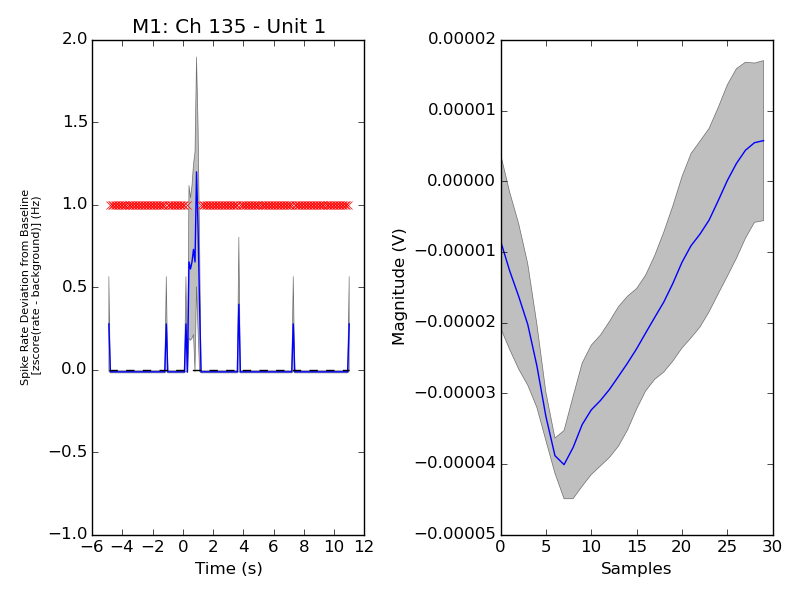 M1: Ch 135 - Unit 1
2.0
1.5
1.0
0.5
0.0
−0.5
−1.0
−6 −4 −2 0 2 4 6 8 10 12
Time (s)
Spike Rate Deviation from Baseline
[zscore(rate - background)] (Hz)
0.00002
0.00001
0.00000
−0.00001
−0.00002
−0.00003
−0.00004
−0.00005
0 5 10 15 20 25 30
Samples
Magnitude (V)